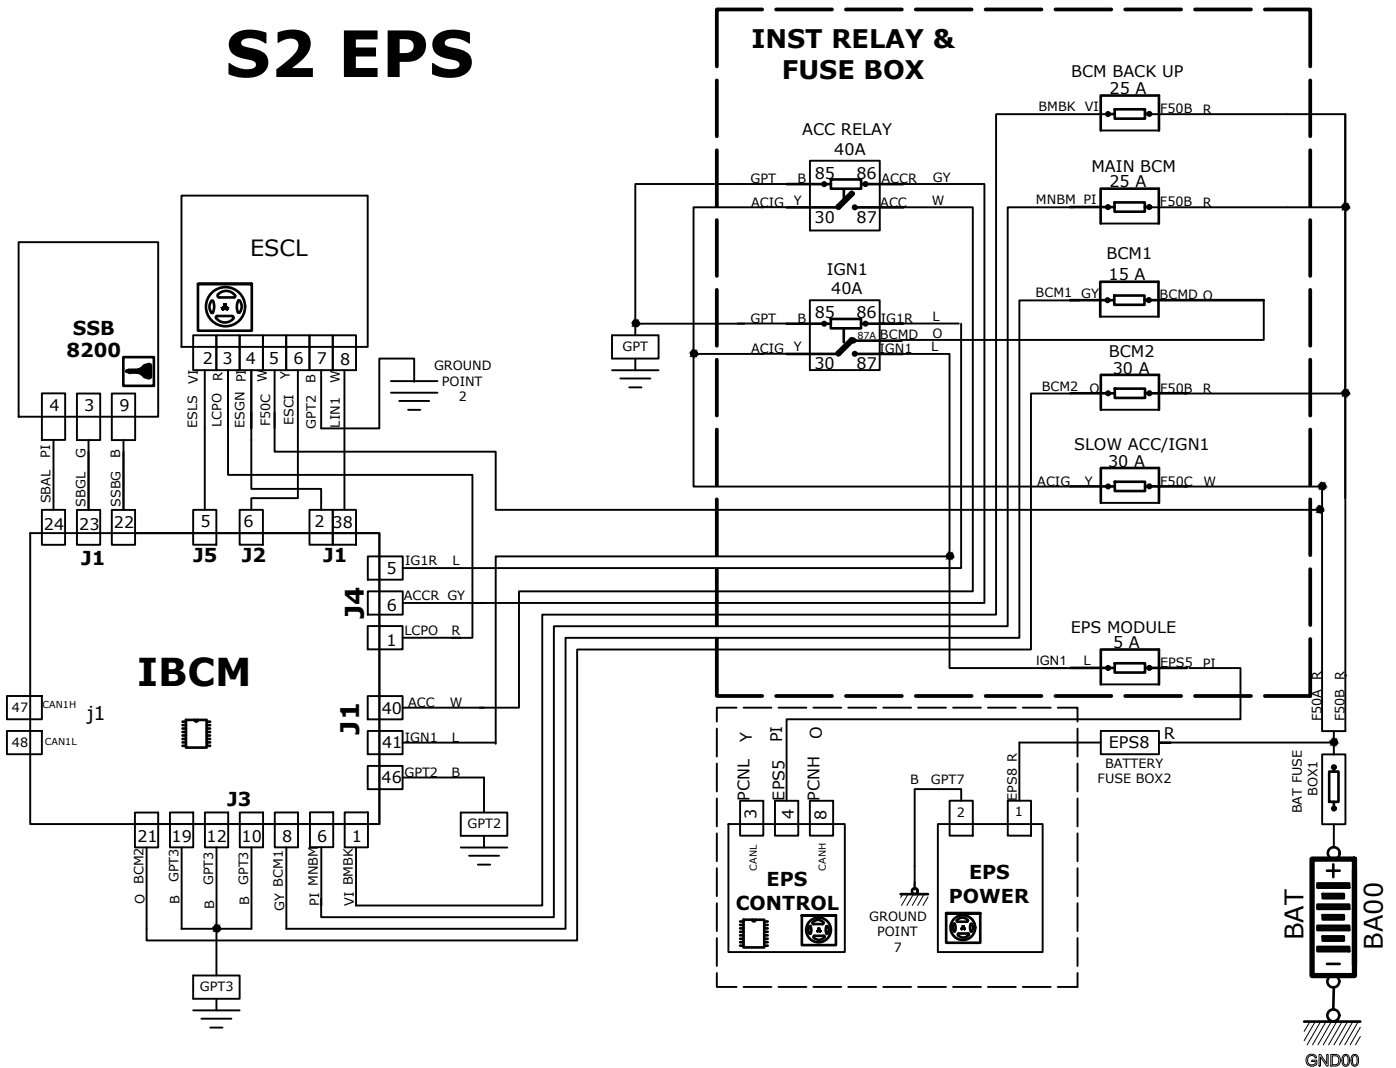 S2 EPS
INST RELAY &
FUSE BOX
BCM BACK UP
25 A
BMBK VI
F50B R
ACC RELAY
40A
85 86
GPT B
ACCR GY
ACIG Y
ACC W
30 87
MAIN BCM
25 A
MNBM PI
F50B R
IGN1
40A
85 86
GPT B
IG1R L
87A
BCMD O
ACIG Y
IGN1 L
30 87
BCM1
15 A
BCM1 GY
BCMD O
BCM2
30 A
BCM2 O
F50B R
SLOW ACC/IGN1
30 A
ACIG Y
F50C W
EPS MODULE
5 A
IGN1 L
EPS5 PI
GPT
ESCL
SSB
8200
2 3 4 5 6 7 8
ESLS VI
LCPO R
ESGN PI
F50C W
ESCI Y
GPT2 B
LIN1 W
GROUND
POINT
2
4 3 9
SBAL PI
SBGL G
SSBG B
24 23 22
5
6
2 38
J1
J5
J2
J1
5
IG1R L
6
ACCR GY
J4
1
LCPO R
IBCM
47
CAN1H
j1
48
CAN1L
40
ACC W
J1
41
IGN1 L
46
GPT2 B
J3
21 19 12 10 8 6 1
GPT2
O BCM2
B GPT3
B GPT3
B GPT3
GY BCM1
PI MNBM
VI BMBK
GPT3
PCNL Y
EPS5 PI
PCNH O
3 4 8
CANL
CANH
EPS
CONTROL
B GPT7
EPS8 R
2 1
EPS
POWER
GROUND
POINT
7
EPS8
R
BATTERY
FUSE BOX2
F50A R
F50B R
BAT FUSE
BOX1
+
BAT
BA00
−
GND00